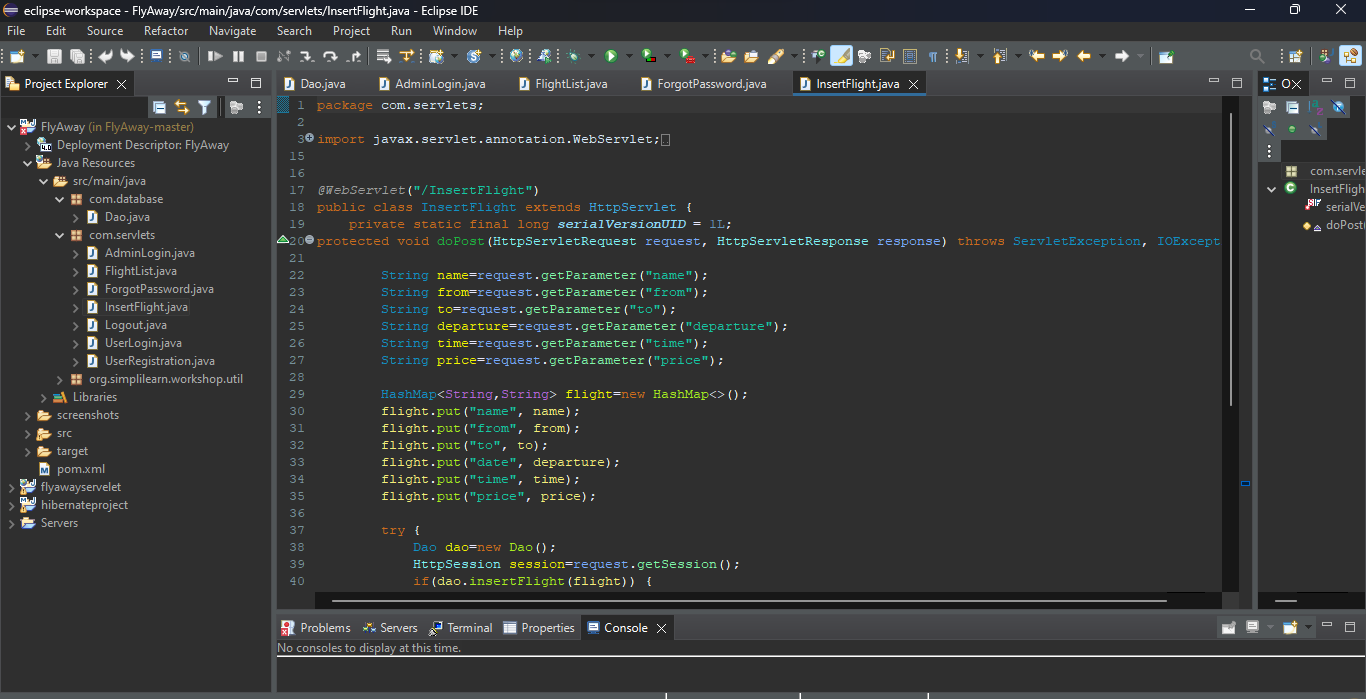 eclipse-workspace - FlyAway/src/main/java/com/servlets/InsertFlight.java - Eclipse IDE
File Edit Source Refactor Navigate Search Project Run Window Help
Project Explorer
FlyAway (in FlyAway-master)
Deployment Descriptor: FlyAway
Java Resources
src/main/java
com.database
Dao.java
com.servlets
AdminLogin.java
FlightList.java
ForgotPassword.java
InsertFlight.java
Logout.java
UserLogin.java
UserRegistration.java
org.simplilearn.workshop.util
Libraries
screenshots
src
target
pom.xml
flyawayservelet
hibernateproject
Servers
Dao.java AdminLogin.java FlightList.java ForgotPassword.java InsertFlight.java
1 package com.servlets;
2
3 import javax.servlet.annotation.WebServlet;
15
16
17 @WebServlet("/InsertFlight")
18 public class InsertFlight extends HttpServlet {
19 private static final long serialVersionUID = 1L;
20 protected void doPost(HttpServletRequest request, HttpServletResponse response) throws ServletException, IOExcept
21
22 String name=request.getParameter("name");
23 String from=request.getParameter("from");
24 String to=request.getParameter("to");
25 String departure=request.getParameter("departure");
26 String time=request.getParameter("time");
27 String price=request.getParameter("price");
28
29 HashMap<String,String> flight=new HashMap<>();
30 flight.put("name", name);
31 flight.put("from", from);
32 flight.put("to", to);
33 flight.put("date", departure);
34 flight.put("time", time);
35 flight.put("price", price);
36
37 try {
38 Dao dao=new Dao();
39 HttpSession session=request.getSession();
40 if(dao.insertFlight(flight)) {
O
com.servle
InsertFligh
serialVe
doPost
Problems Servers Terminal Properties Console
No consoles to display at this time.